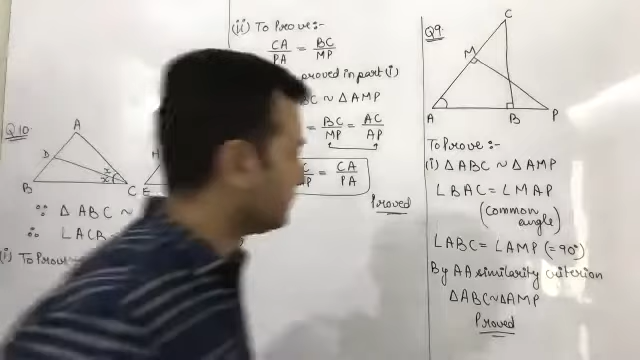 Q10.
A
D
x
x
B
C
E
H
∵ Δ ABC ~
∴ ∠ACB
(i) To Prove
(ii) To Prove :-
CA/PA = BC/MP
proved in part (i)
BC ~ Δ AMP
= BC/MP = AC/AP
= CA/PA
Proved
Q9.
C
M
A
B
P
To Prove :-
(i) Δ ABC ~ Δ AMP
∠BAC = ∠MAP
(common angle)
∠ABC = ∠AMP (= 90°)
By AA similarity criterion
Δ ABC ~ Δ AMP
Proved